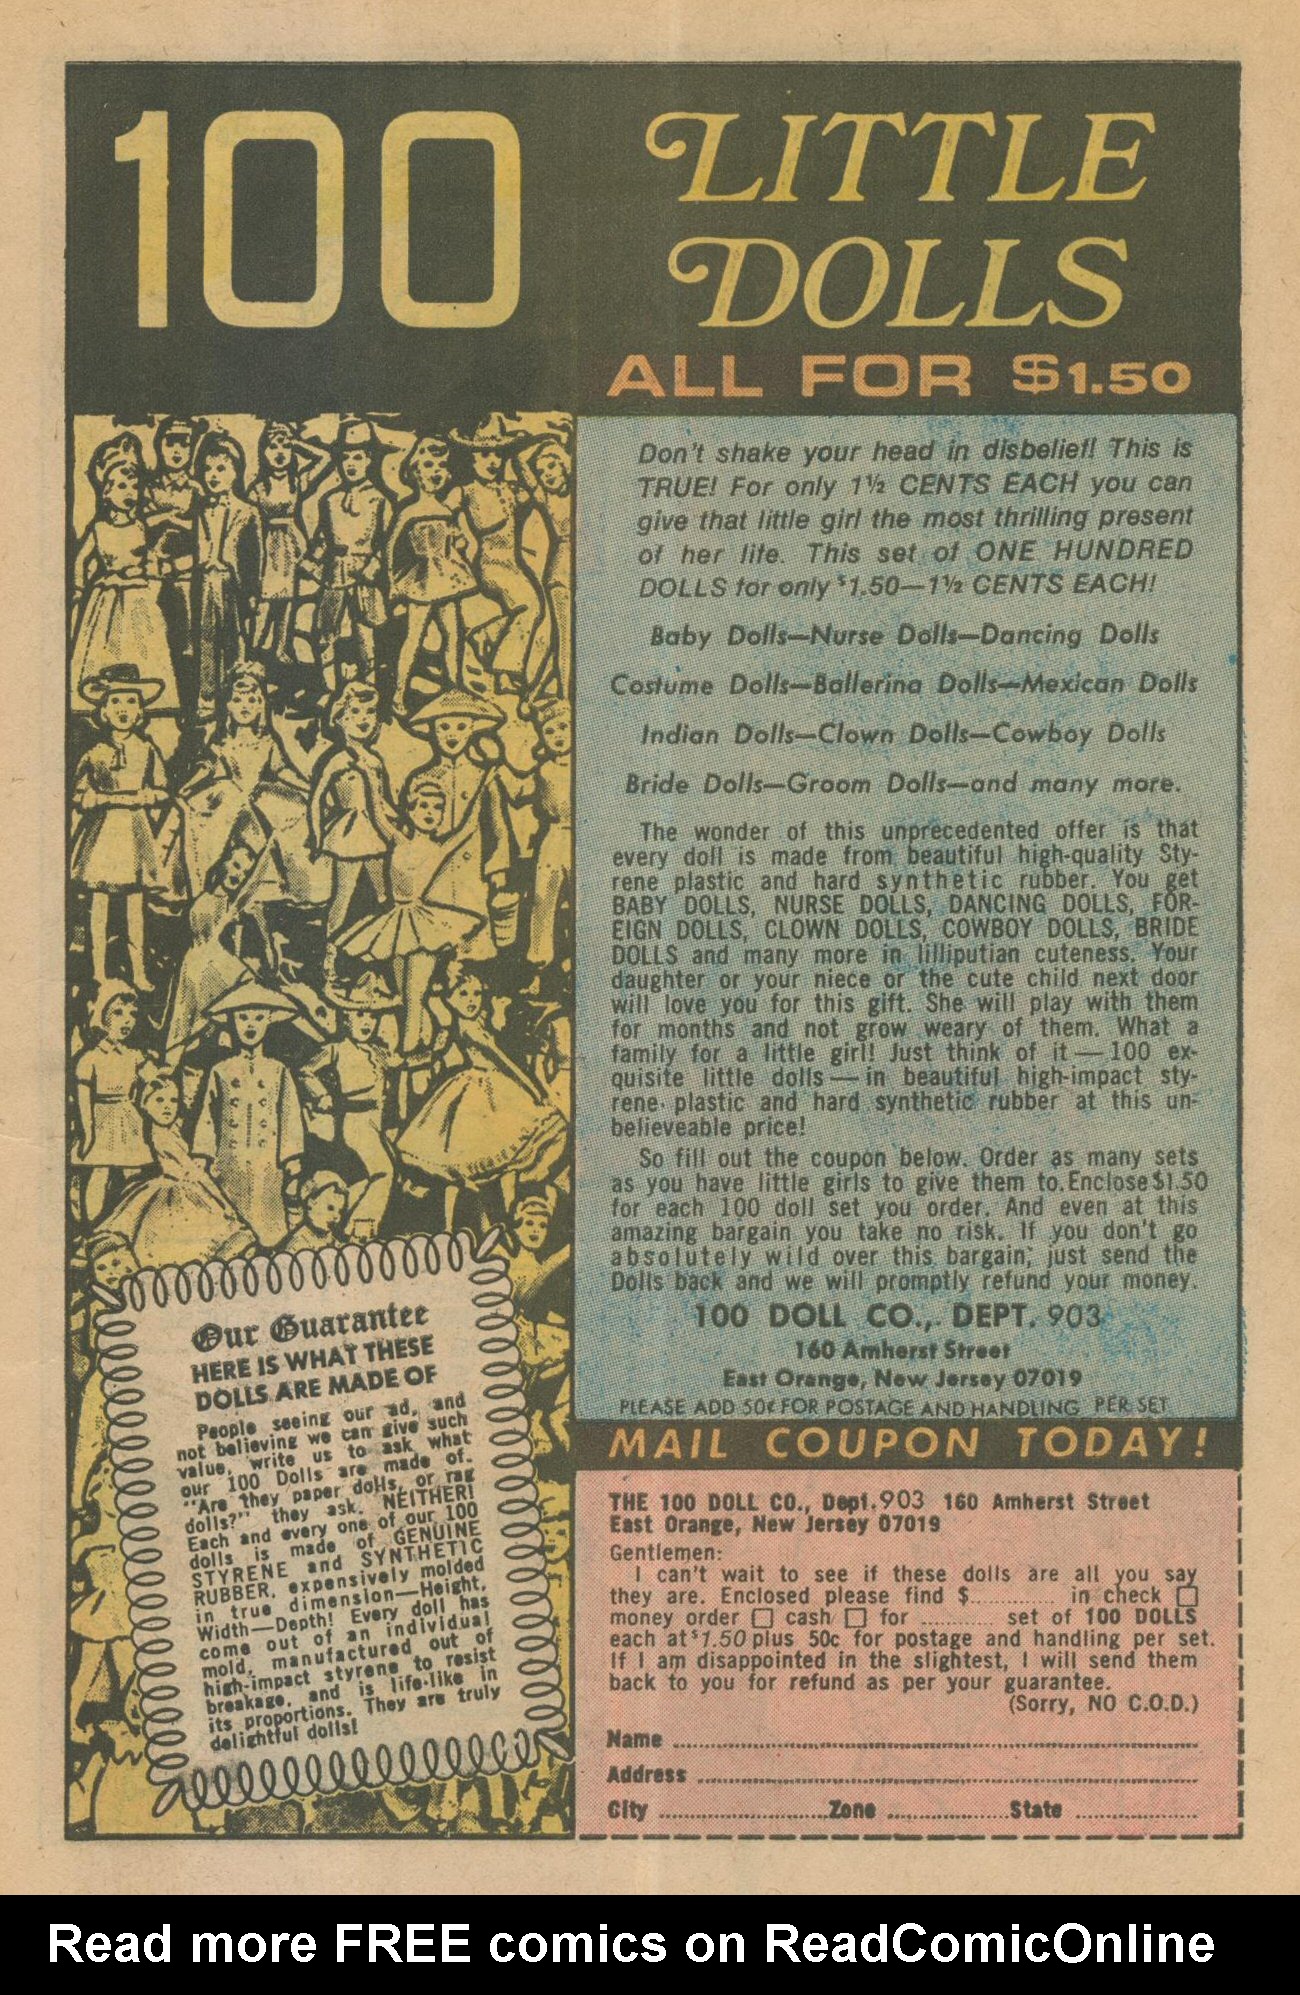 100
LITTLE
DOLLS
ALL FOR $1.50
Don't shake your head in disbelief! This is
TRUE! For only 1½ CENTS EACH you can
give that little girl the most thrilling present
of her life. This set of ONE HUNDRED
DOLLS for only $1.50—1½ CENTS EACH!
Baby Dolls—Nurse Dolls—Dancing Dolls
Costume Dolls—Ballerina Dolls—Mexican Dolls
Indian Dolls—Clown Dolls—Cowboy Dolls
Bride Dolls—Groom Dolls—and many more.
The wonder of this unprecedented offer is that
every doll is made from beautiful high-quality Sty-
rene plastic and hard synthetic rubber. You get
BABY DOLLS, NURSE DOLLS, DANCING DOLLS, FOR-
EIGN DOLLS, CLOWN DOLLS, COWBOY DOLLS, BRIDE
DOLLS and many more in lilliputian cuteness. Your
daughter or your niece or the cute child next door
will love you for this gift. She will play with them
for months and not grow weary of them. What a
family for a little girl! Just think of it — 100 ex-
quisite little dolls — in beautiful high-impact sty-
rene plastic and hard synthetic rubber at this un-
believeable price!
So fill out the coupon below. Order as many sets
as you have little girls to give them to. Enclose $1.50
for each 100 doll set you order. And even at this
amazing bargain you take no risk. If you don't go
absolutely wild over this bargain; just send the
Dolls back and we will promptly refund your money.
100 DOLL CO., DEPT. 903
160 Amherst Street
East Orange, New Jersey 07019
PLEASE ADD 50¢ FOR POSTAGE AND HANDLING PER SET
Our Guarantee
HERE IS WHAT THESE
DOLLS ARE MADE OF
People seeing our ad, and
not believing we can give such
value, write us to ask what
our 100 Dolls are made of.
"Are they paper dolls, or rag
dolls?" they ask. NEITHER!
Each and every one of our 100
dolls is made of GENUINE
STYRENE and SYNTHETIC
RUBBER, expensively molded
in true dimension—Height,
Width—Depth! Every doll has
come out of an individual
mold, manufactured out of
high-impact styrene to resist
breakage, and is life-like in
its proportions. They are truly
delightful dolls!
MAIL COUPON TODAY!
THE 100 DOLL CO., Dept. 903 160 Amherst Street
East Orange, New Jersey 07019
Gentlemen:
I can't wait to see if these dolls are all you say
they are. Enclosed please find $.............. in check ☐
money order ☐ cash ☐ for ............ set of 100 DOLLS
each at $1.50 plus 50c for postage and handling per set.
If I am disappointed in the slightest, I will send them
back to you for refund as per your guarantee.
(Sorry, NO C.O.D.)
Name ..........................................................
Address ......................................................
City .......................... Zone .................. State ..................
Read more FREE comics on ReadComicOnline